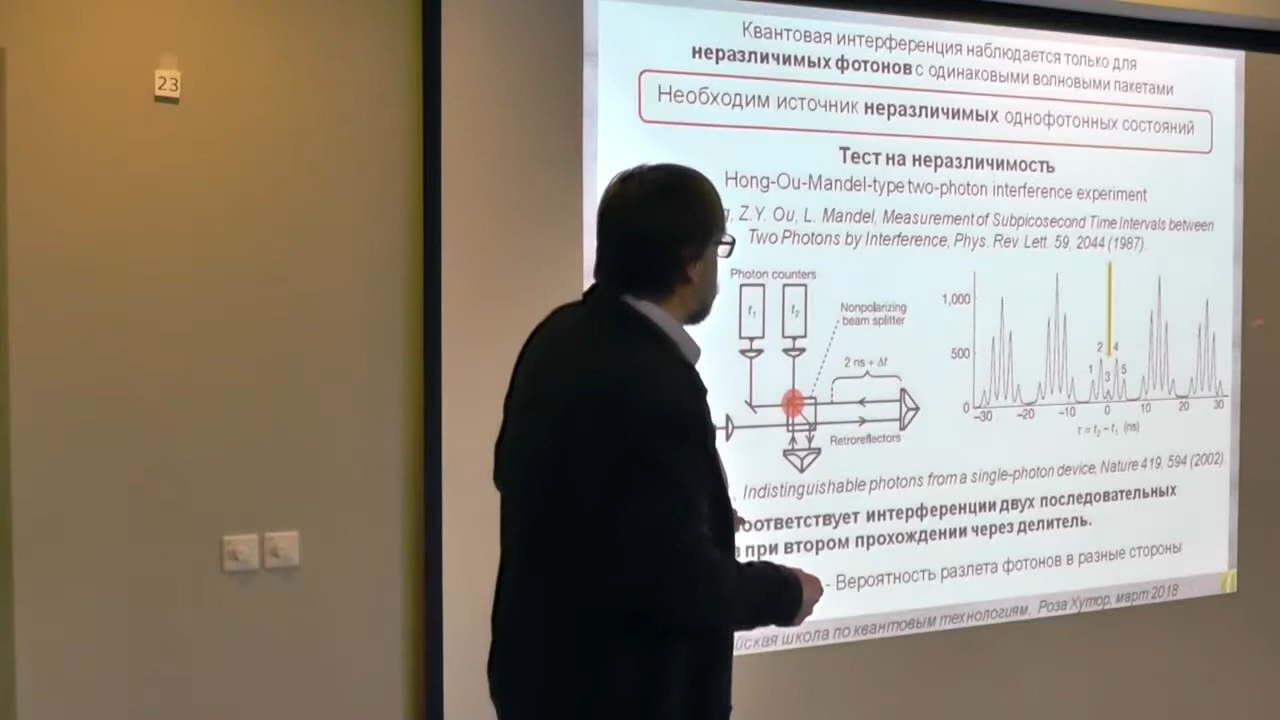 23
Квантовая интерференция наблюдается только для
неразличимых фотонов с одинаковыми волновыми пакетами
Необходим источник неразличимых однофотонных состояний
Тест на неразличимость
Hong-Ou-Mandel-type two-photon interference experiment
Z.Y. Ou, L. Mandel, Measurement of Subpicosecond Time Intervals between
Two Photons by Interference, Phys. Rev. Lett. 59, 2044 (1987).
Photon counters
t₁
t₂
Nonpolarizing
beam splitter
2 ns + Δt
Retroreflectors
1,000
500
0
2 4
1 3 5
−30 −20 −10 0 10 20 30
τ = t₂ − t₁ (ns)
Indistinguishable photons from a single-photon device, Nature 419, 594 (2002).
оответствует интерференции двух последовательных
в при втором прохождении через делитель.
- Вероятность разлета фотонов в разные стороны
йская школа по квантовым технологиям, Роза Хутор, март 2018